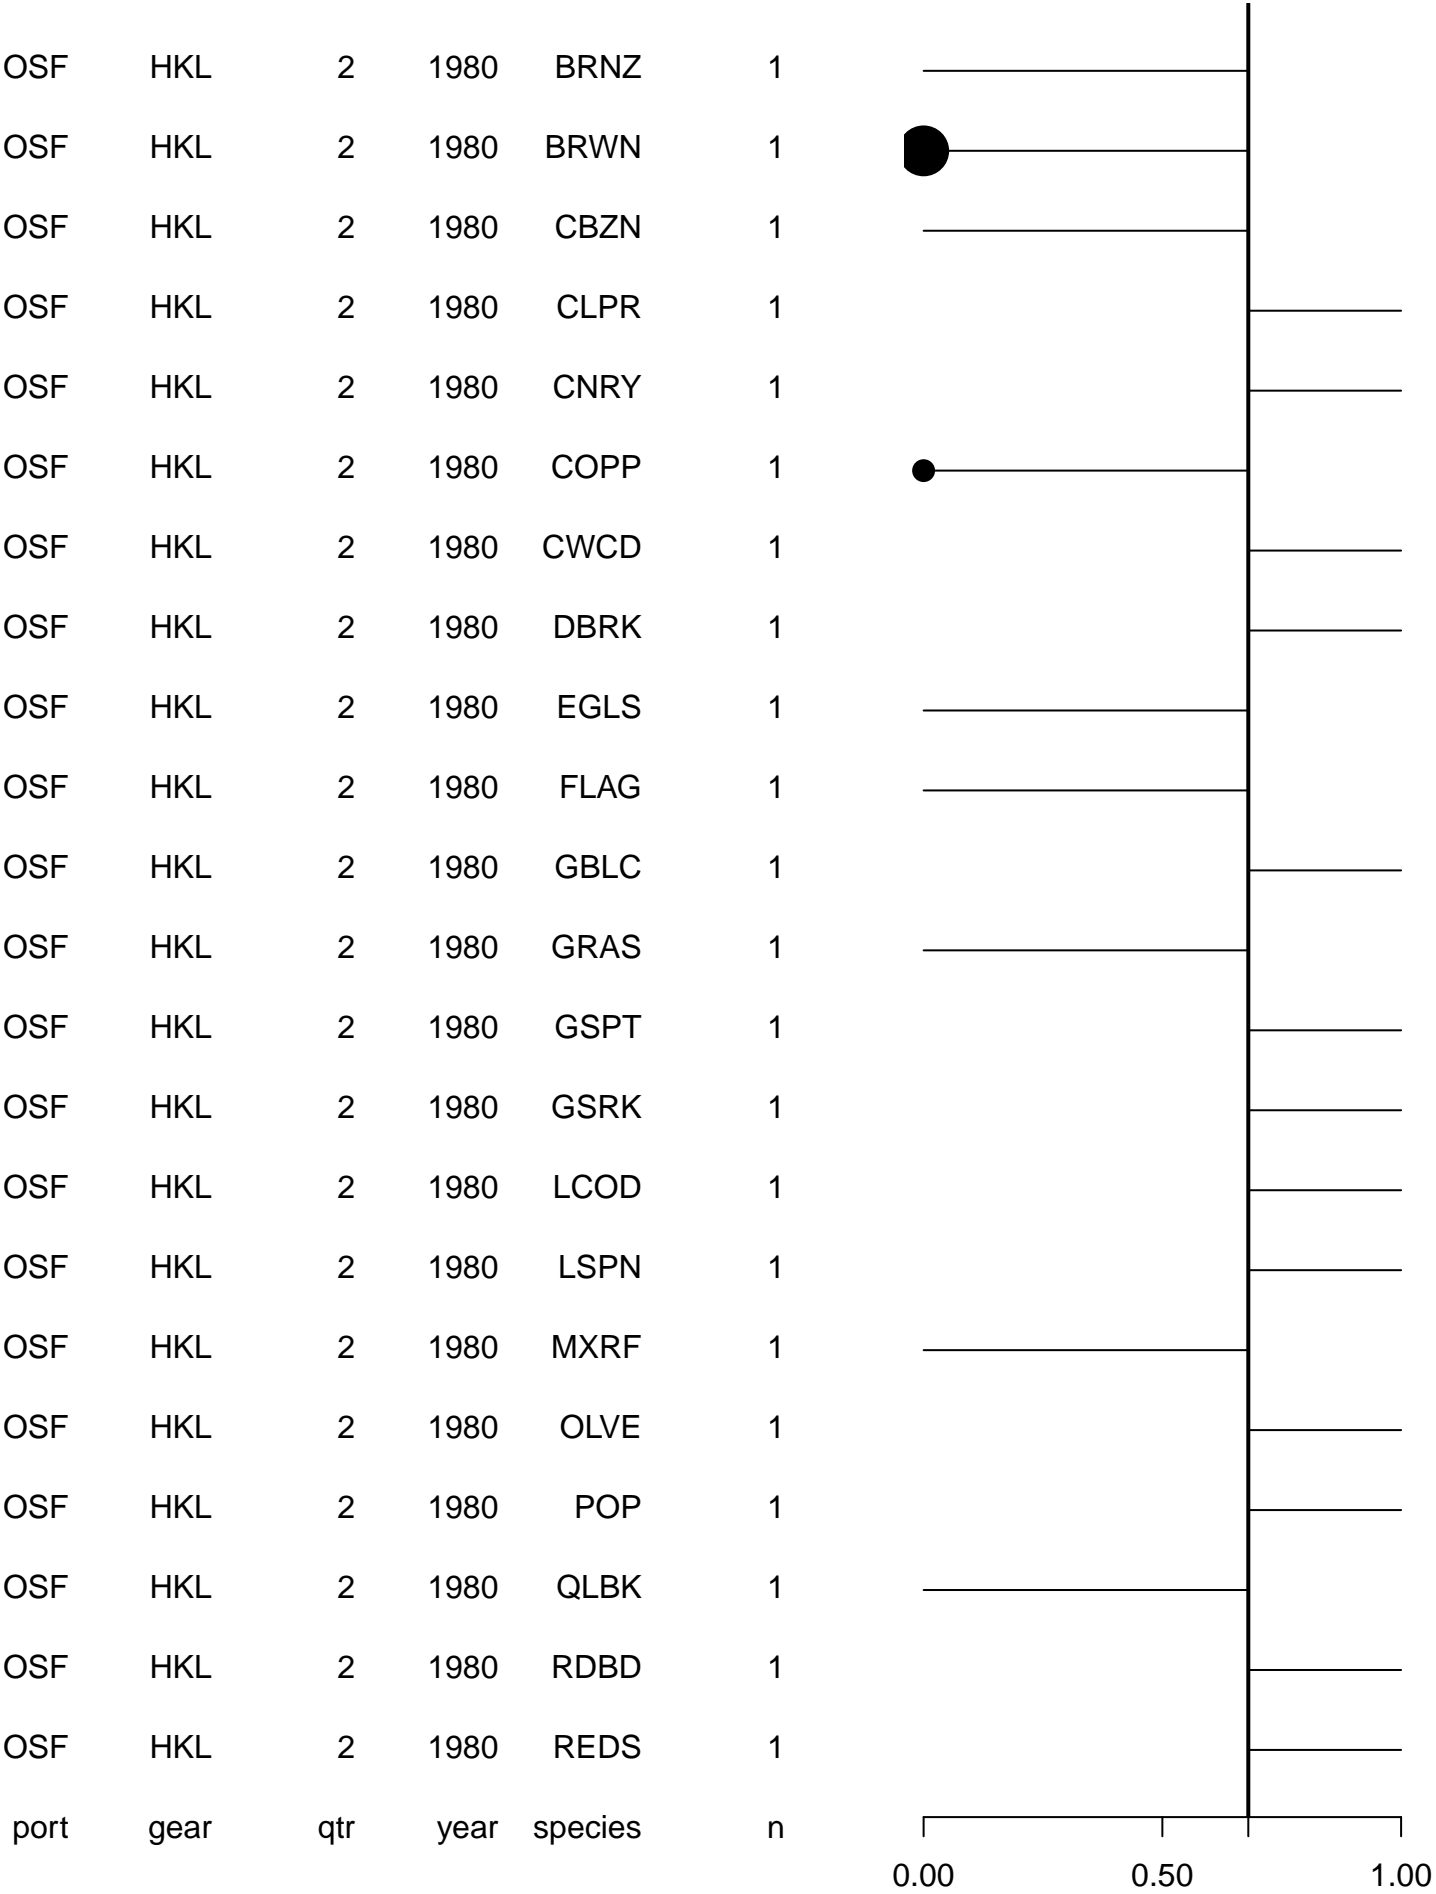 OSF HKL 2 1980 BRNZ 1
OSF HKL 2 1980 BRWN 1
OSF HKL 2 1980 CBZN 1
OSF HKL 2 1980 CLPR 1
OSF HKL 2 1980 CNRY 1
OSF HKL 2 1980 COPP 1
OSF HKL 2 1980 CWCD 1
OSF HKL 2 1980 DBRK 1
OSF HKL 2 1980 EGLS 1
OSF HKL 2 1980 FLAG 1
OSF HKL 2 1980 GBLC 1
OSF HKL 2 1980 GRAS 1
OSF HKL 2 1980 GSPT 1
OSF HKL 2 1980 GSRK 1
OSF HKL 2 1980 LCOD 1
OSF HKL 2 1980 LSPN 1
OSF HKL 2 1980 MXRF 1
OSF HKL 2 1980 OLVE 1
OSF HKL 2 1980 POP 1
OSF HKL 2 1980 QLBK 1
OSF HKL 2 1980 RDBD 1
OSF HKL 2 1980 REDS 1
port gear qtr year species n
0.00 0.50 1.00